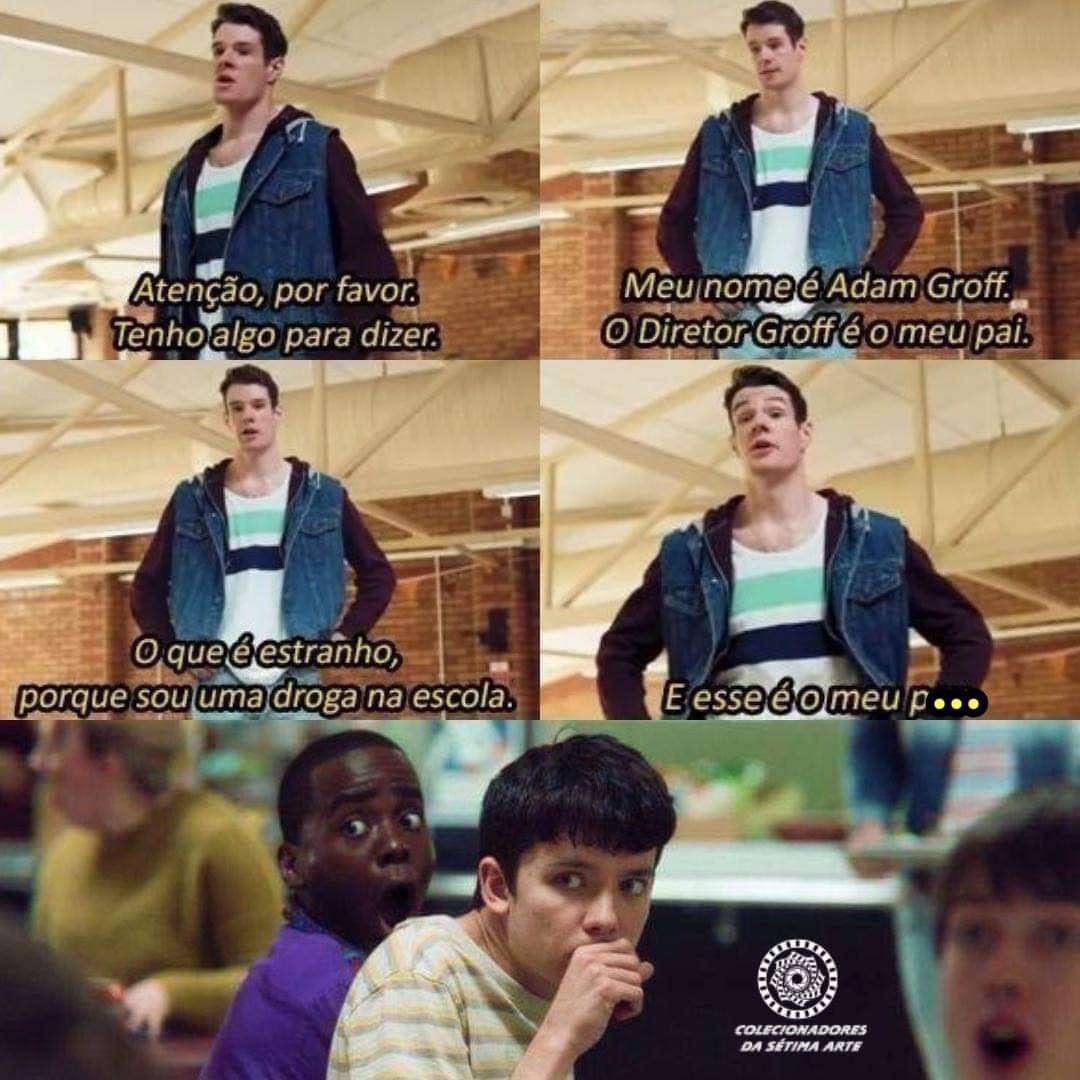 Atenção, por favor.
Tenho algo para dizer.
Meu nome é Adam Groff.
O Diretor Groff é o meu pai.
O que é estranho,
porque sou uma droga na escola.
E esse é o meu p...
COLECIONADORES
DA SÉTIMA ARTE